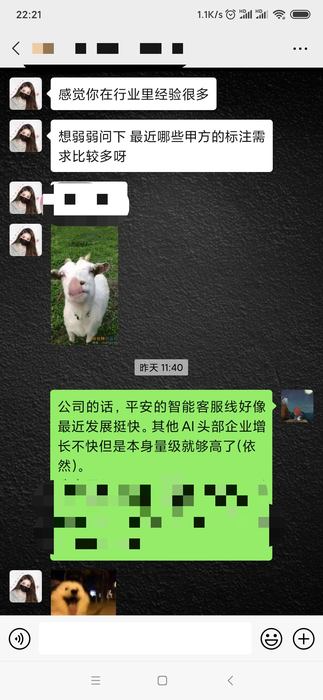 22:21
1.1K/s
感觉你在行业里经验很多
想弱弱问下 最近哪些甲方的标注需
求比较多呀
昨天 11:40
公司的话，平安的智能客服线好像
最近发展挺快。其他 AI 头部企业增
长不快但是本身量级就够高了(依
然)。